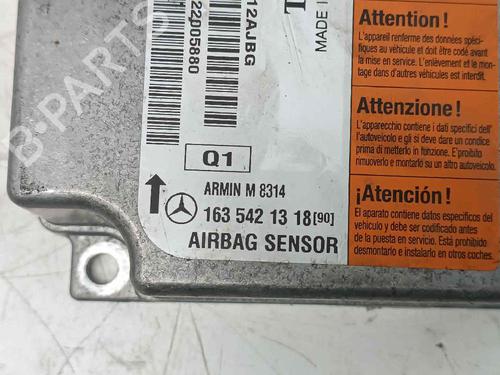 12AJBG
22005680
MADE I
Q1
ARMIN M 8314
163 542 13 18 [90]
AIRBAG SENSOR
Attention !
L'appareil renferme des données spéci-
fiques au véhicule et doit être codé avant
la mise en service. L'enlèvement et le mon-
tage dans d'autres véhicules est interdit.
Attenzione !
L'apparecchio contiene i dati specifici dell'
autoveicolo e gli si deve dare un codice
prima di metterlo in funzione. E'proibito
rimuoverlo e montarlo su un altro autoveicolo.
¡Atención!
El aparato contiene datos específicos del
vehículo y debe ser codificado antes
de la puesta en servicio. Está prohibido
desmontarlo e instalarlo en otros coches.
B-PARTS